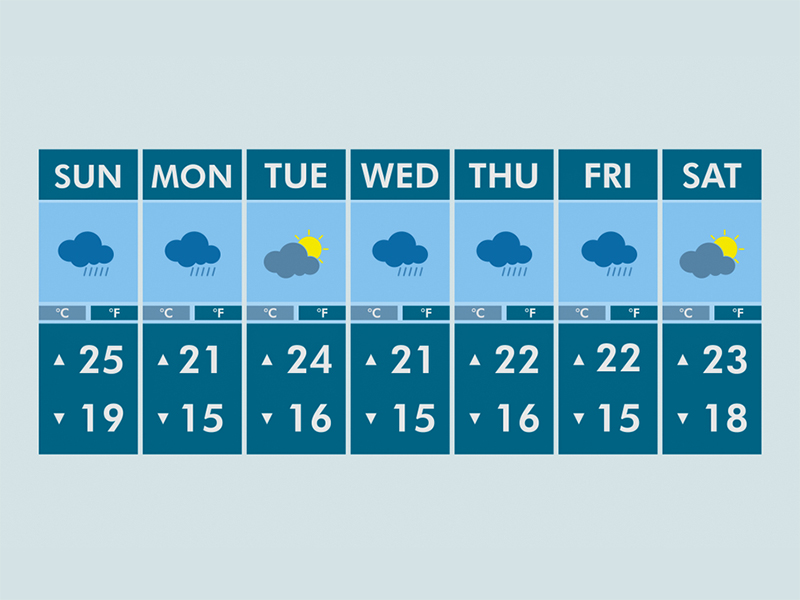 SUN MON TUE WED THU FRI SAT
°C °F °C °F °C °F °C °F °C °F °C °F °C °F
▲ 25 ▲ 21 ▲ 24 ▲ 21 ▲ 22 ▲ 22 ▲ 23
▼ 19 ▼ 15 ▼ 16 ▼ 15 ▼ 16 ▼ 15 ▼ 18